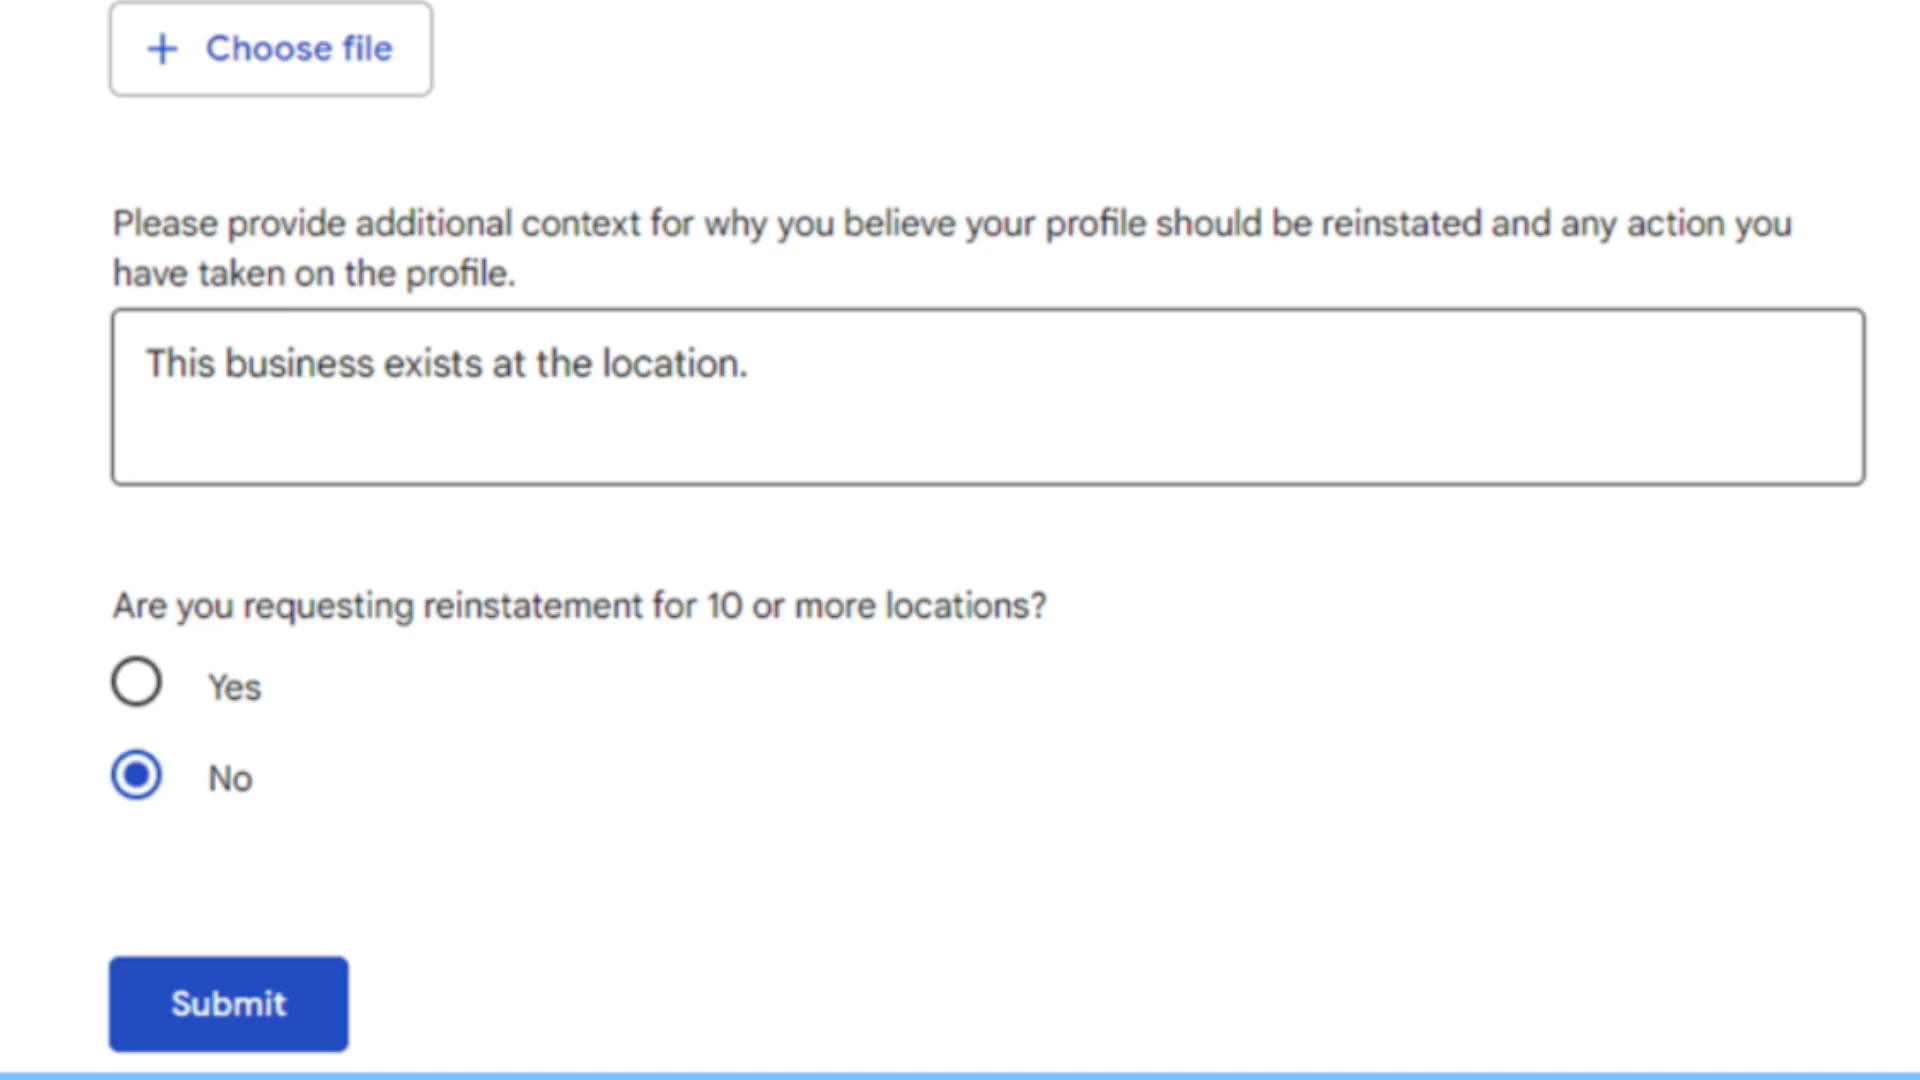 + Choose file
Please provide additional context for why you believe your profile should be reinstated and any action you
have taken on the profile.
This business exists at the location.
Are you requesting reinstatement for 10 or more locations?
Yes
No
Submit